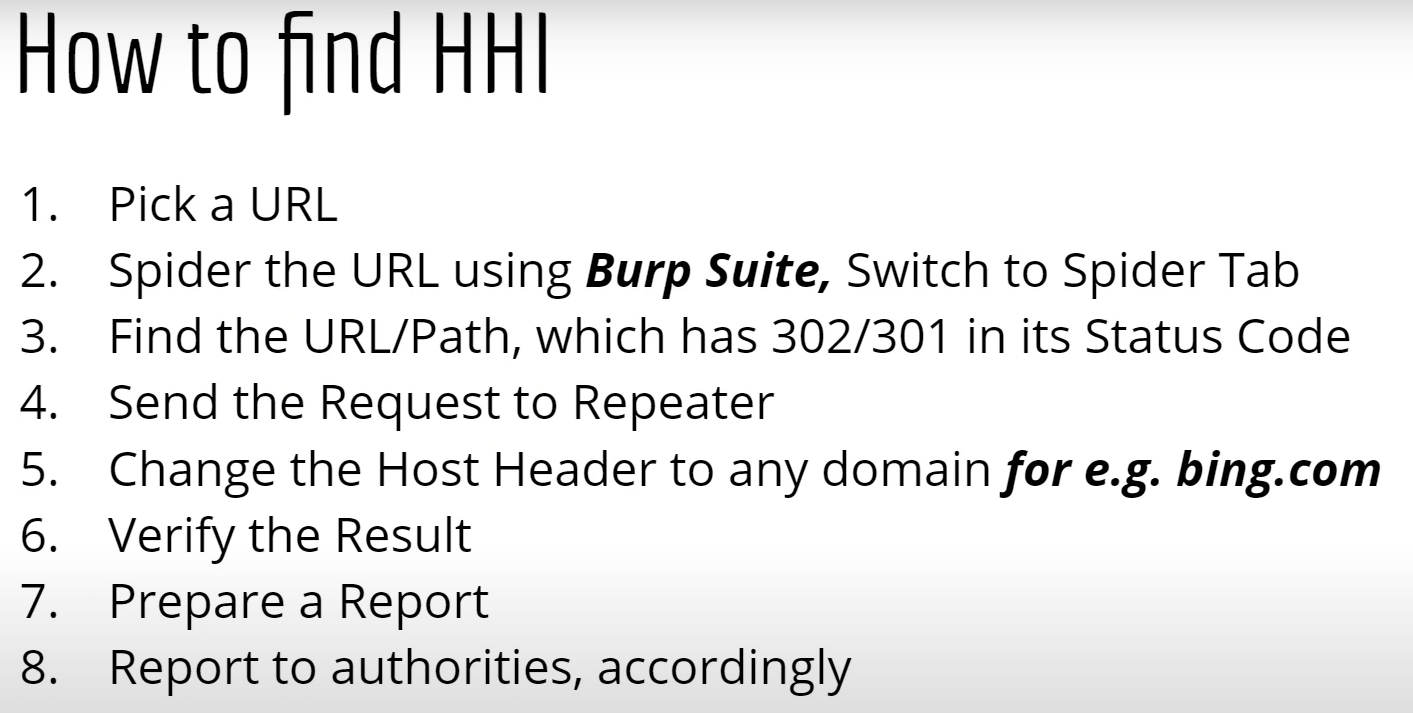 How to find HHI
1. Pick a URL
2. Spider the URL using Burp Suite, Switch to Spider Tab
3. Find the URL/Path, which has 302/301 in its Status Code
4. Send the Request to Repeater
5. Change the Host Header to any domain for e.g. bing.com
6. Verify the Result
7. Prepare a Report
8. Report to authorities, accordingly